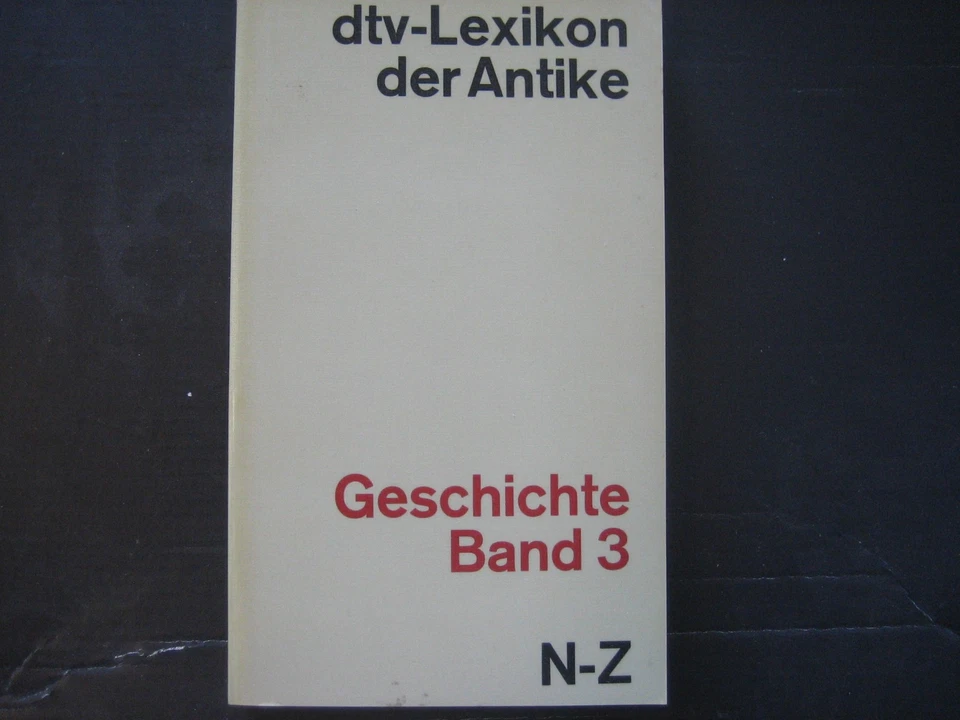 dtv-Lexikon
der Antike
Geschichte
Band 3
N-Z